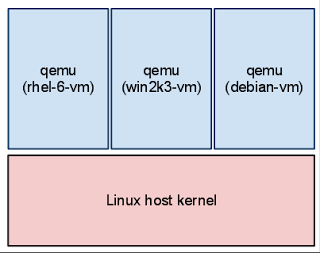 qemu
(rhel-6-vm)
qemu
(win2k3-vm)
qemu
(debian-vm)
Linux host kernel